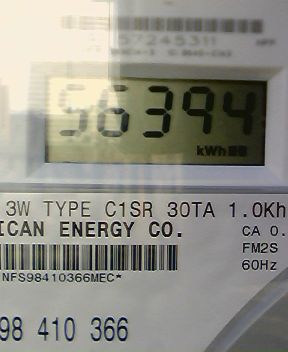 57245311
56394
kWh
3W TYPE C1SR 30TA 1.0Kh
ICAN ENERGY CO.
CA 0.
FM2S
60Hz
NFS98410366MEC*
98 410 366